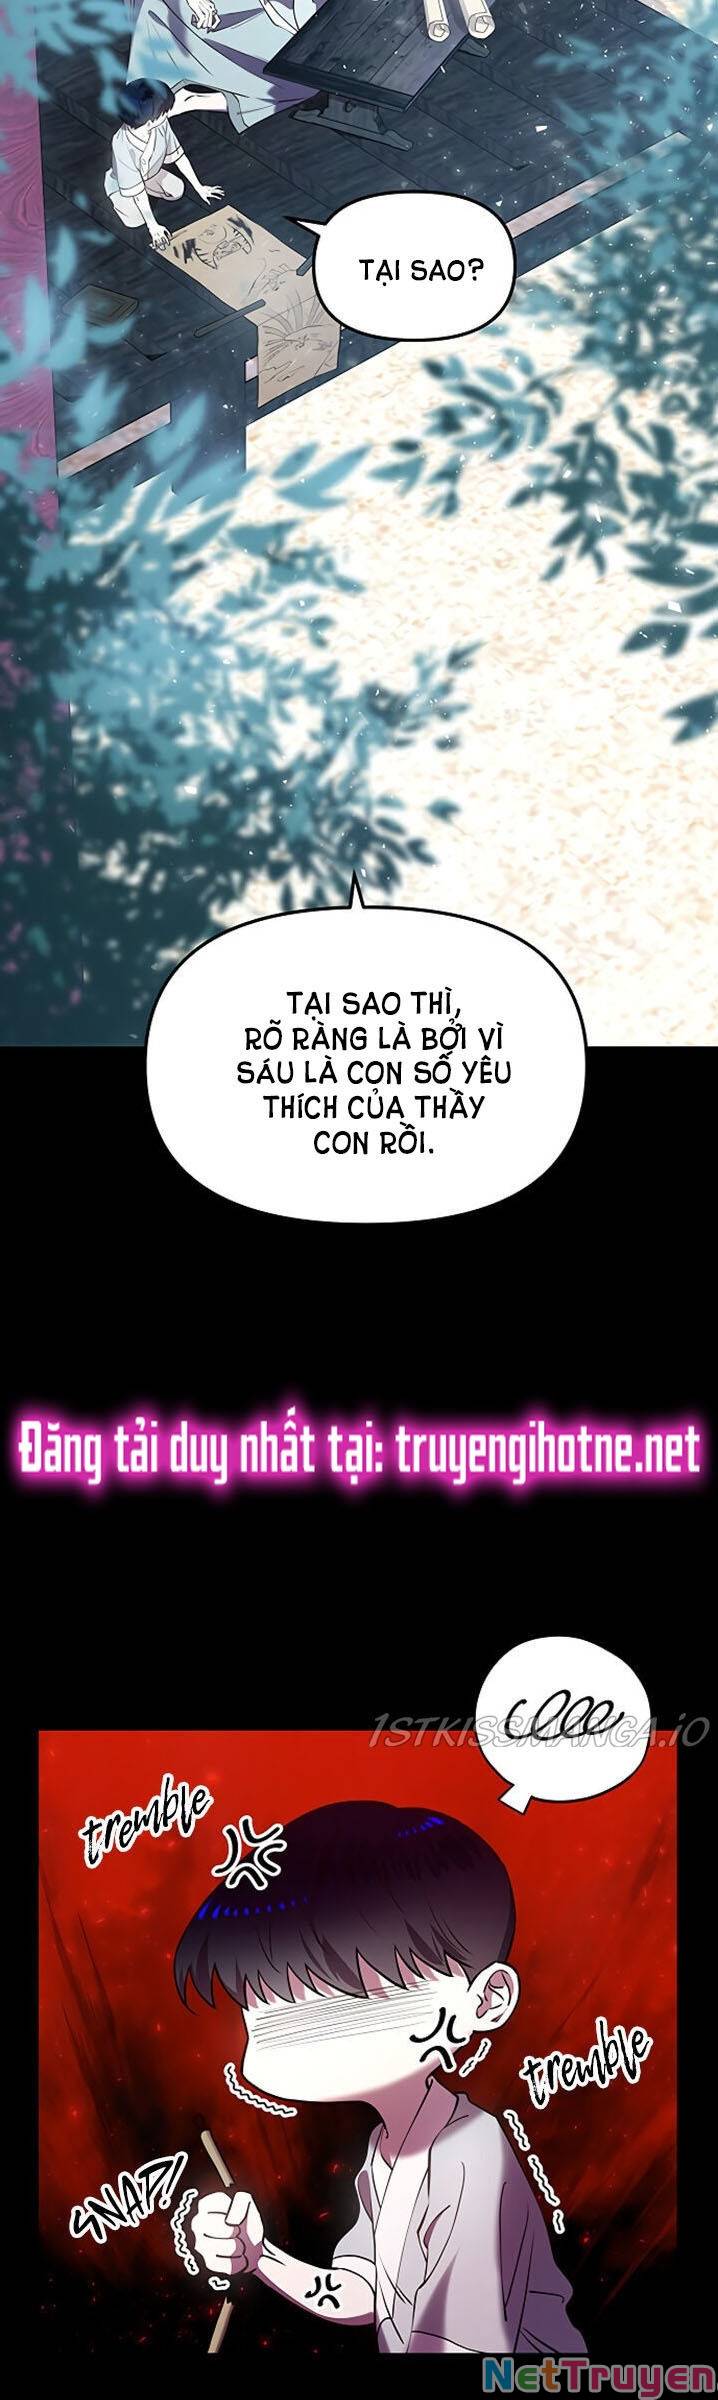 TẠI SAO?
TẠI SAO THÌ,
RÕ RÀNG LÀ BỞI VÌ
SÁU LÀ CON SỐ YÊU
THÍCH CỦA THẦY
CON RỒI.
Đăng tải duy nhất tại: truyengihotne.net
1STKISSMANGA.IO
tremble
tremble
SNAP!
NetTruyen